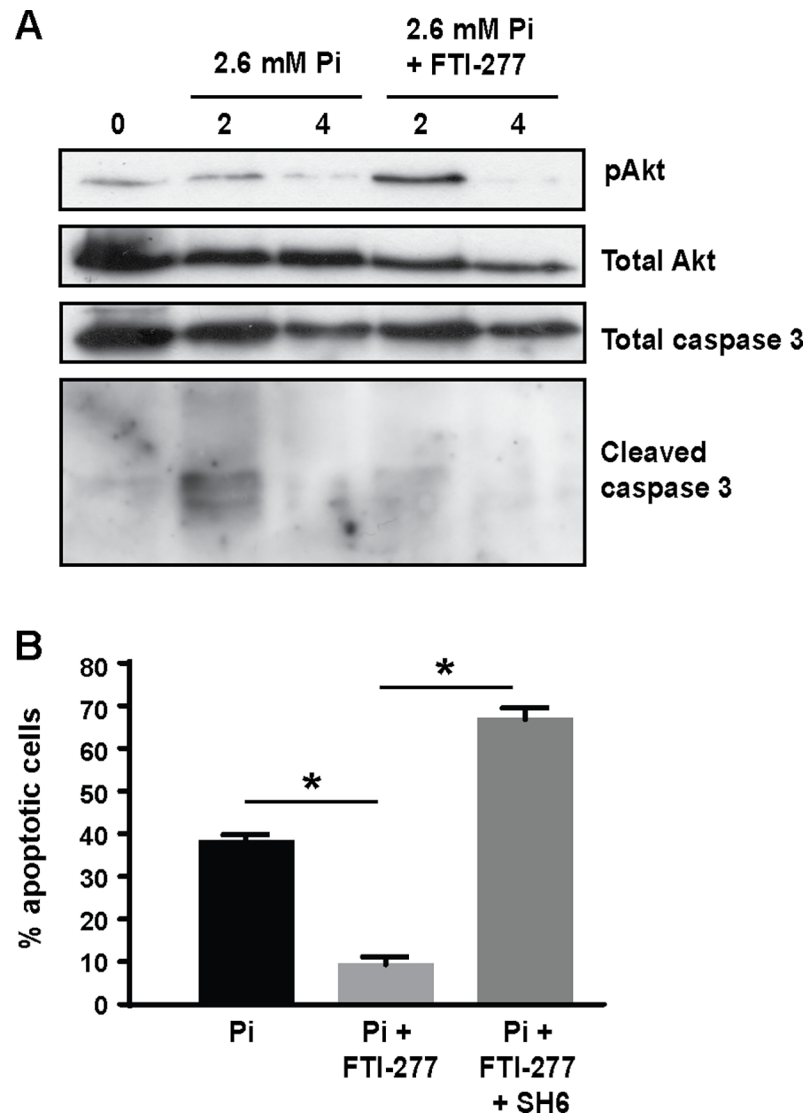 A
2.6 mM Pi
2.6 mM Pi
+ FTI-277
0 2 4 2 4
pAkt
Total Akt
Total caspase 3
Cleaved
caspase 3
B
% apoptotic cells
80
70
60
50
40
30
20
10
0
*
*
Pi
Pi +
FTI-277
Pi +
FTI-277
+ SH6